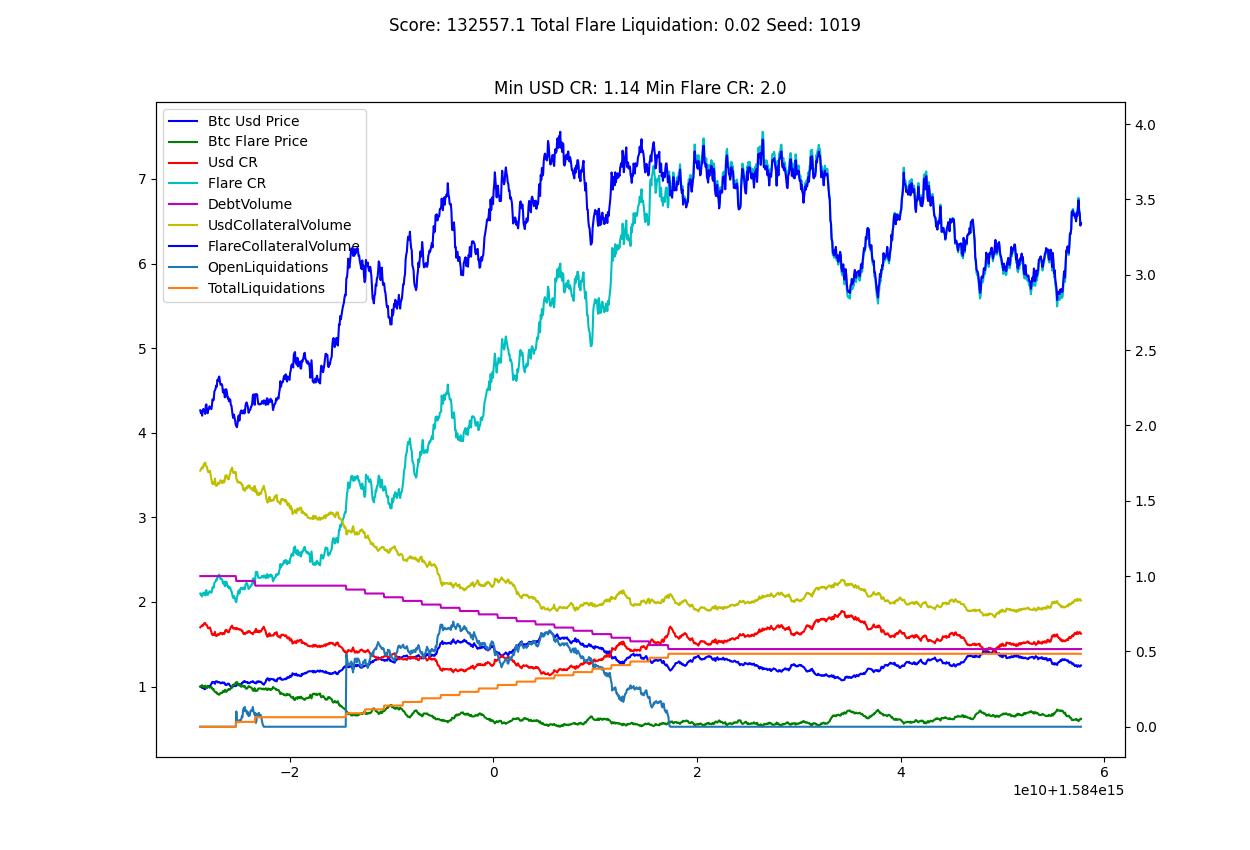 Score: 132557.1 Total Flare Liquidation: 0.02 Seed: 1019
Min USD CR: 1.14 Min Flare CR: 2.0
Btc Usd Price
Btc Flare Price
Usd CR
Flare CR
DebtVolume
UsdCollateralVolume
FlareCollateralVolume
OpenLiquidations
TotalLiquidations
7
6
5
4
3
2
1
4.0
3.5
3.0
2.5
2.0
1.5
1.0
0.5
0.0
−2 0 2 4 6
1e10+1.584e15